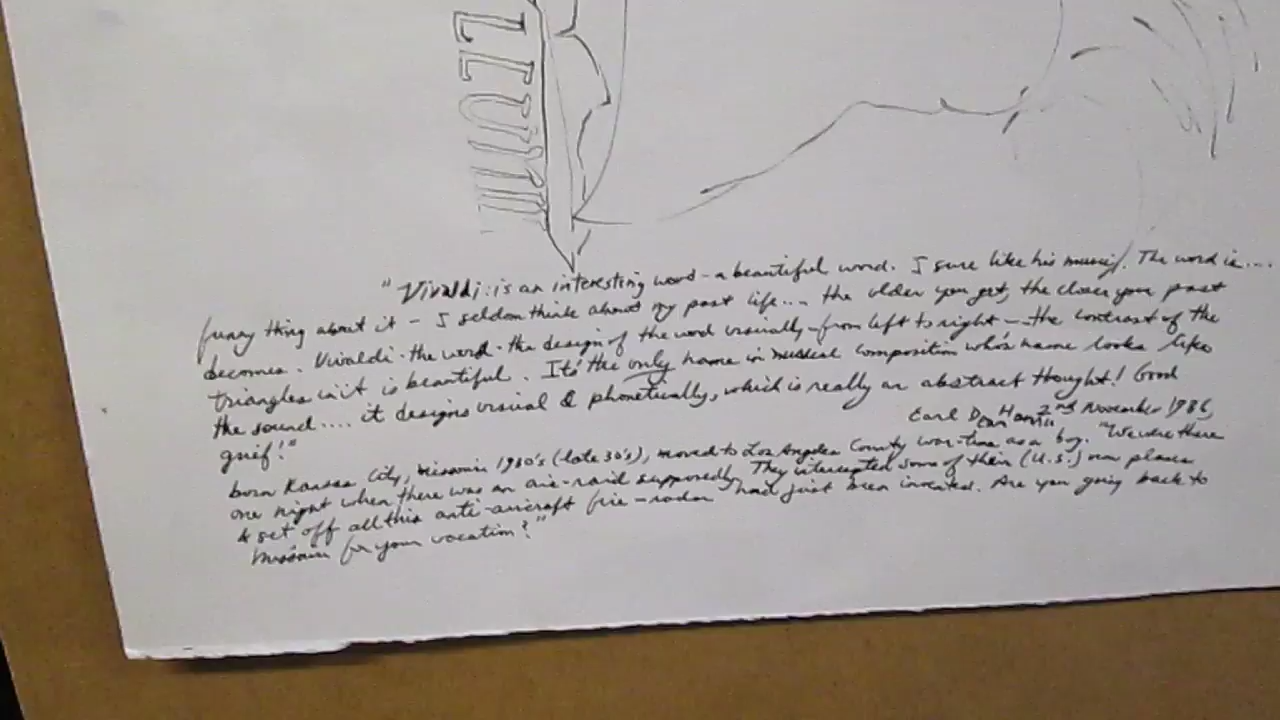 "Vivaldi: is an interesting word - a beautiful word. I sure like his music. The word is....
funny thing about it - I seldom think about my past life.... the older you get, the closer your past
becomes. Vivaldi - the word - the design of the word visually - from left to right - the contrast of the
triangles in it is beautiful. It's the only name in musical composition who's name looks like
the sound.... it designs visual & phonetically, which is really an abstract thought! Good
grief!"
Earl 2nd November 1986,
born Kansas City, Missouri 1930's (late 30's), moved to Los Angeles County war-time as a boy. "We were there
one night when there was an air-raid supposedly. They intercepted some of their (U.S.) own planes
& set off all this anti-aircraft fire - radar had just been invented. Are you going back to
Missouri for your vacation?"